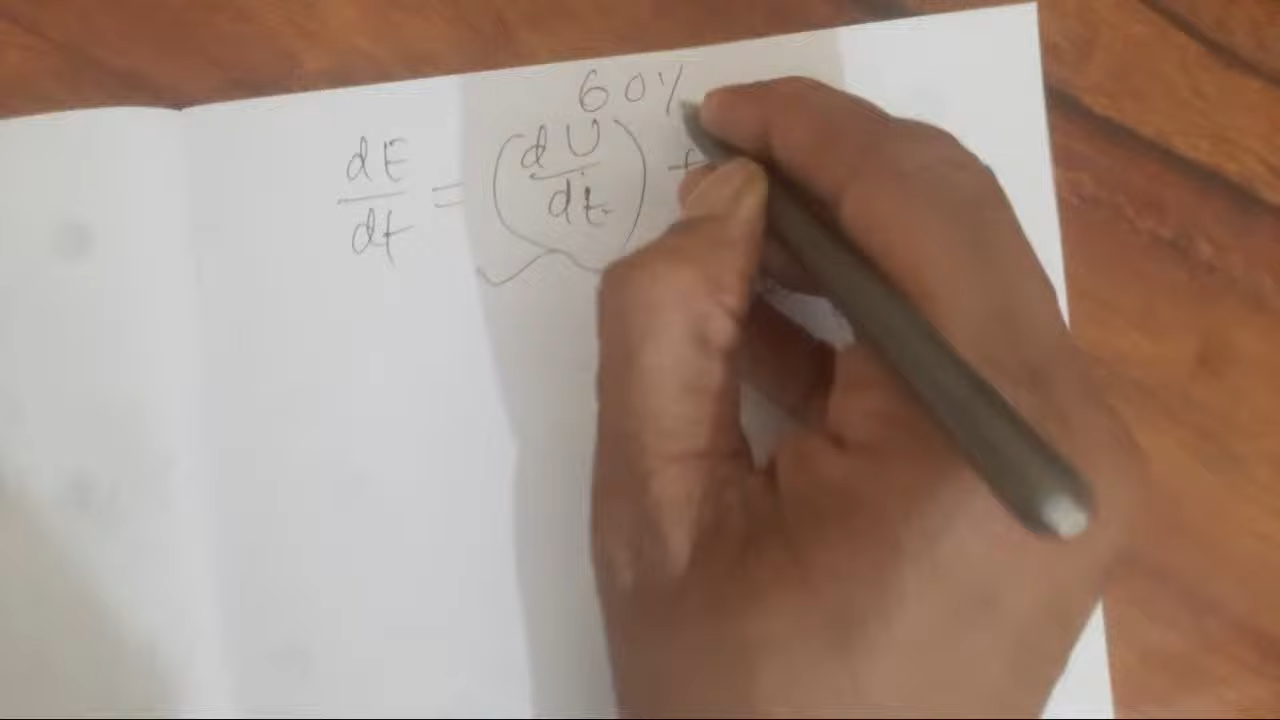 60%
dE/dt = (dU/dt) +